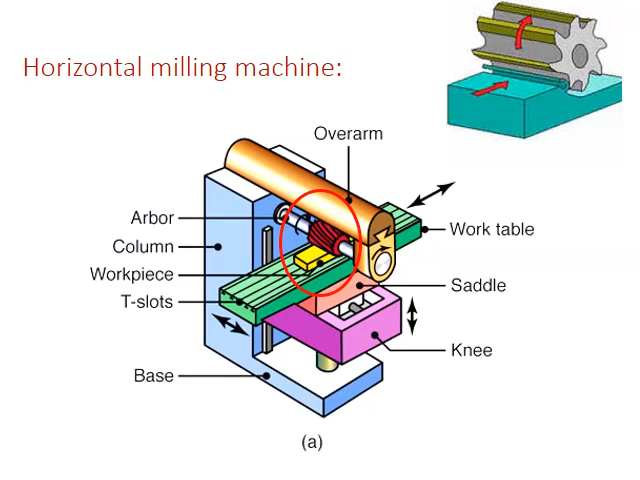 Horizontal milling machine:
Overarm
Arbor
Work table
Column
Workpiece
Saddle
T-slots
Knee
Base
(a)